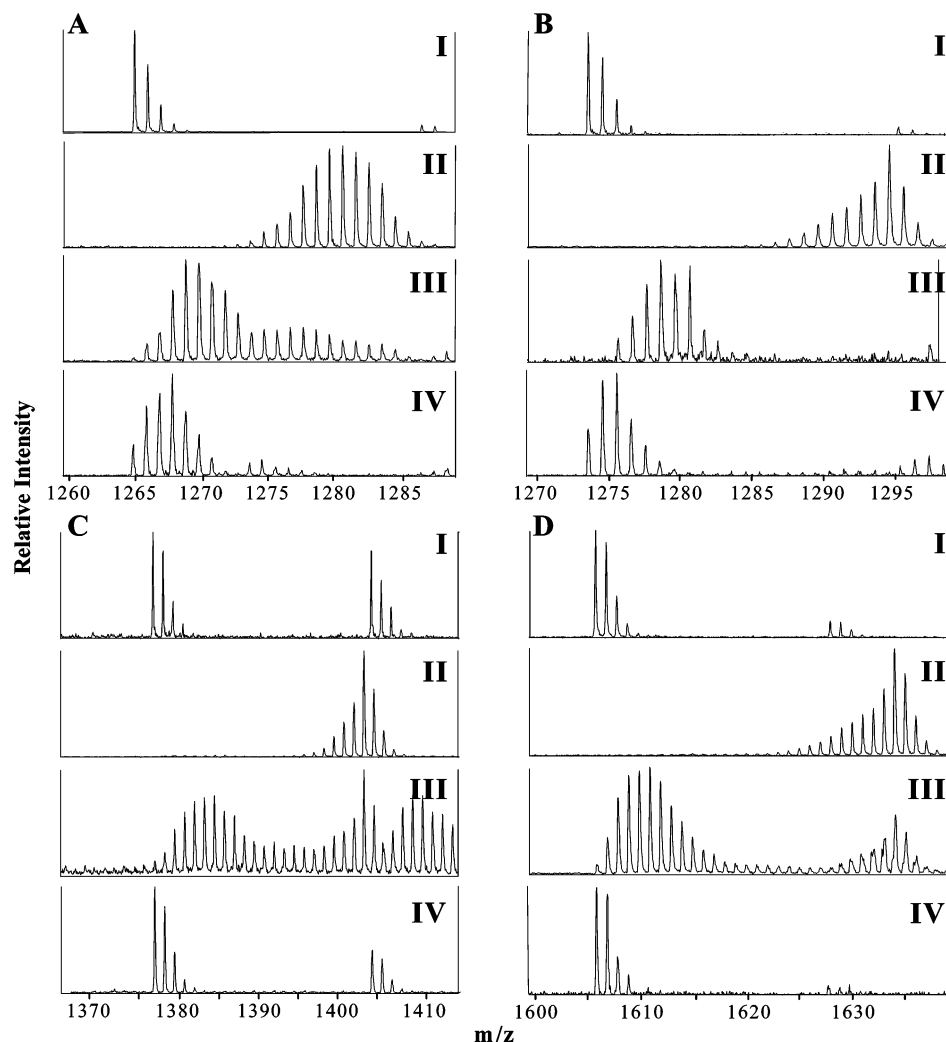 A I
B I
II
II
III
III
IV
IV
1260 1265 1270 1275 1280 1285
1270 1275 1280 1285 1290 1295
Relative Intensity
C I
D I
II
II
III
III
IV
IV
1370 1380 1390 1400 1410
1600 1610 1620 1630
m/z